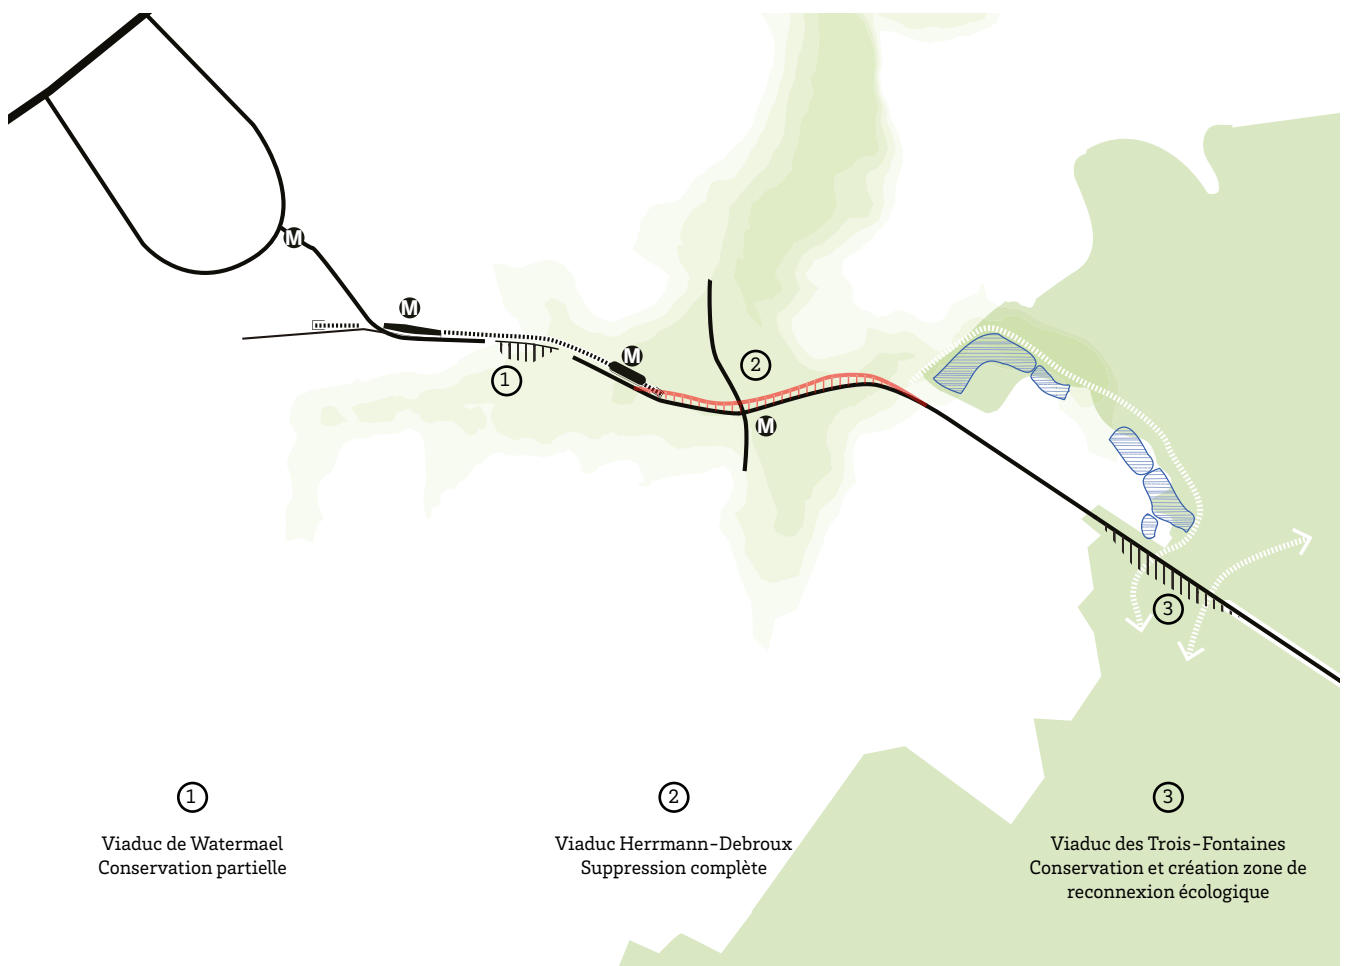 M
M
M
1
2
M
3
1
Viaduc de Watermael
Conservation partielle
2
Viaduc Herrmann-Debroux
Suppression complète
3
Viaduc des Trois-Fontaines
Conservation et création zone de
reconnexion écologique